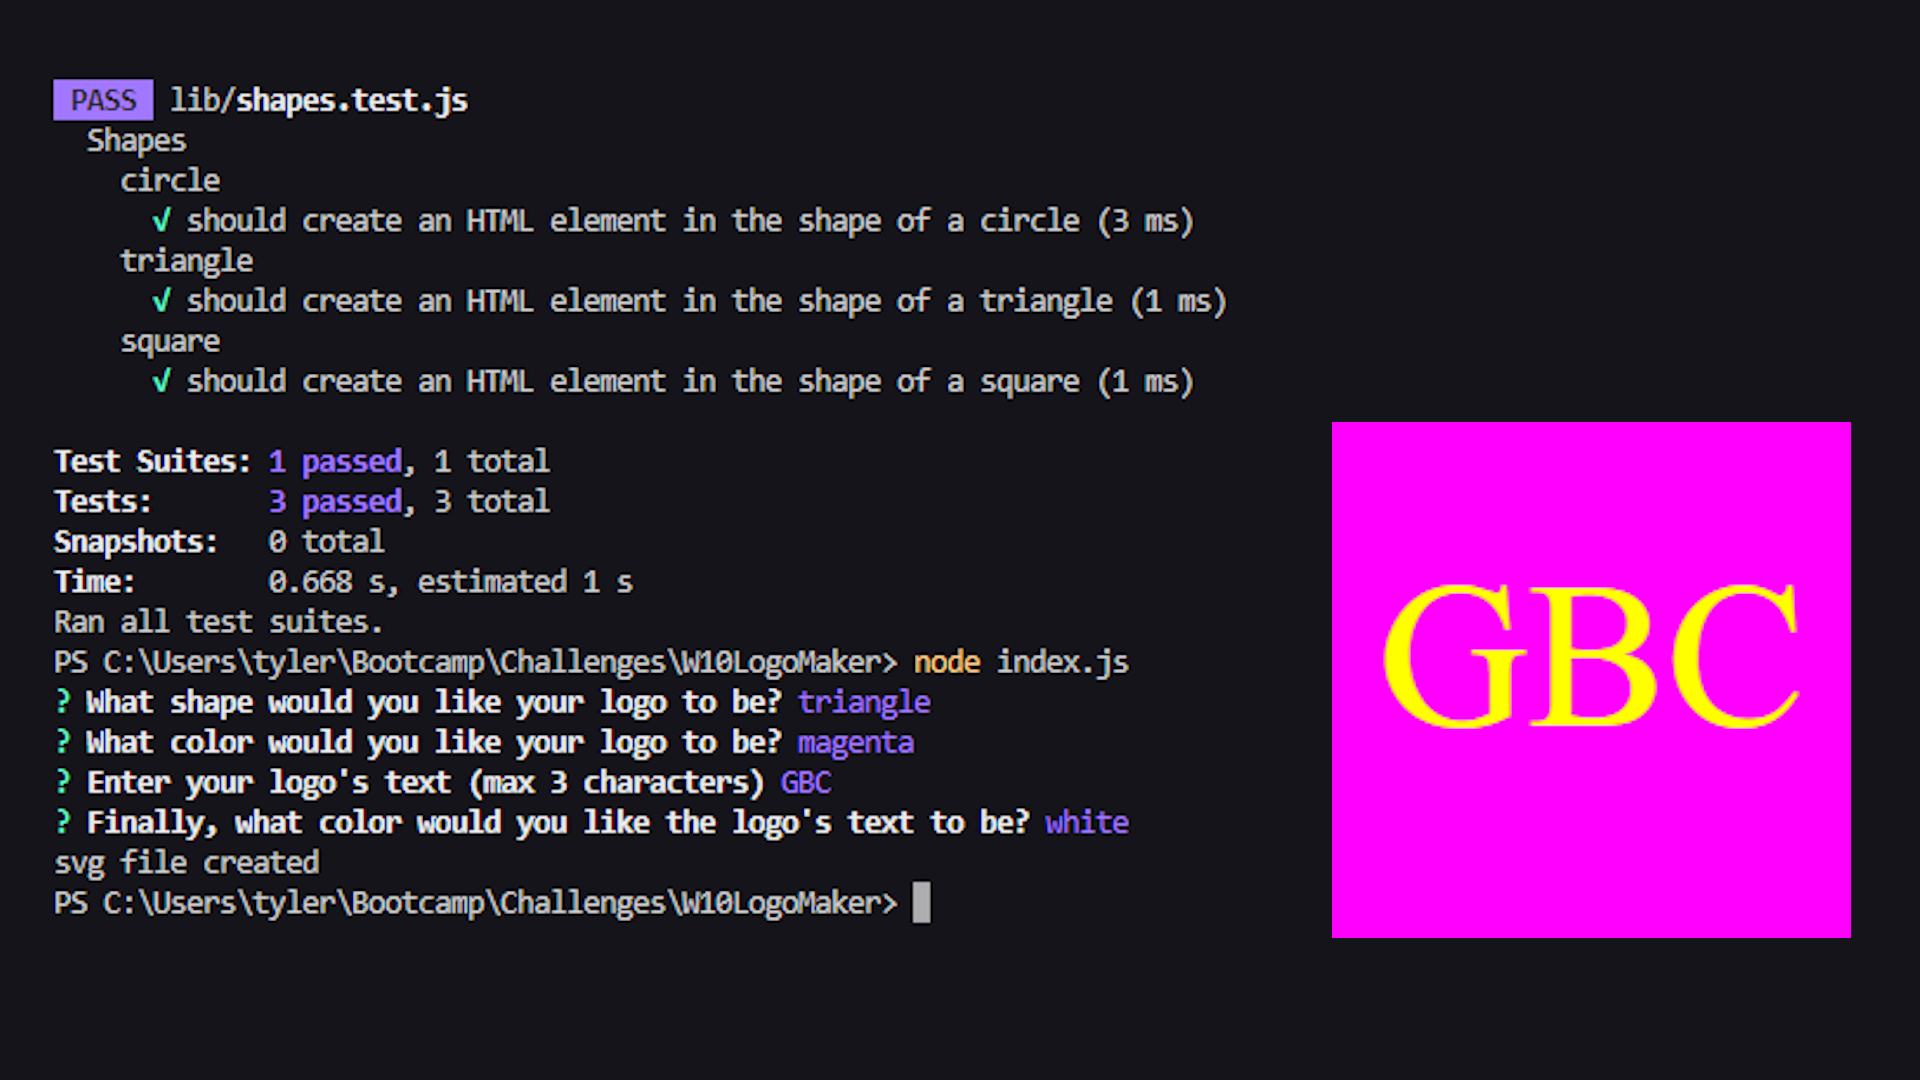 PASS lib/shapes.test.js
Shapes
circle
√ should create an HTML element in the shape of a circle (3 ms)
triangle
√ should create an HTML element in the shape of a triangle (1 ms)
square
√ should create an HTML element in the shape of a square (1 ms)
Test Suites: 1 passed, 1 total
Tests: 3 passed, 3 total
Snapshots: 0 total
Time: 0.668 s, estimated 1 s
Ran all test suites.
PS C:\Users\tyler\Bootcamp\Challenges\W10LogoMaker> node index.js
? What shape would you like your logo to be? triangle
? What color would you like your logo to be? magenta
? Enter your logo's text (max 3 characters) GBC
? Finally, what color would you like the logo's text to be? white
svg file created
PS C:\Users\tyler\Bootcamp\Challenges\W10LogoMaker>
GBC